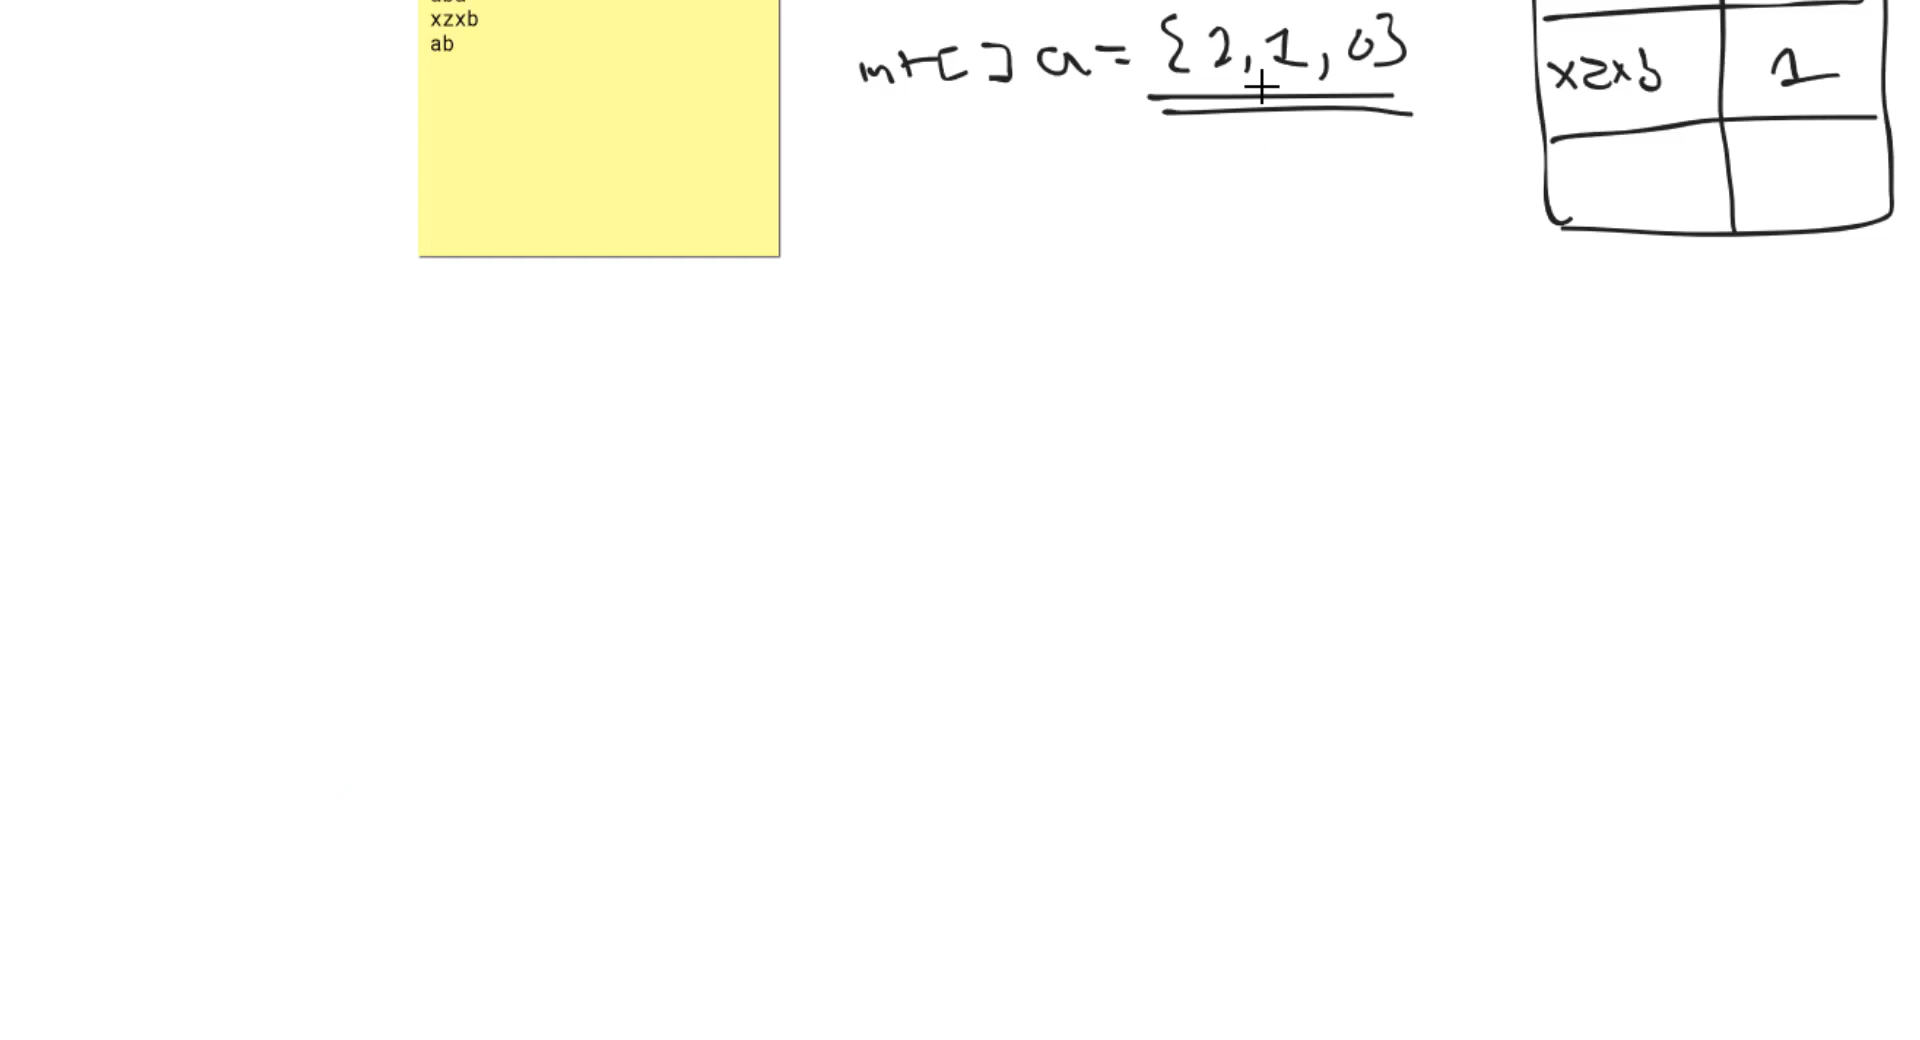 xzxb
ab
int[] a = {2,1,0}
xzxb 1